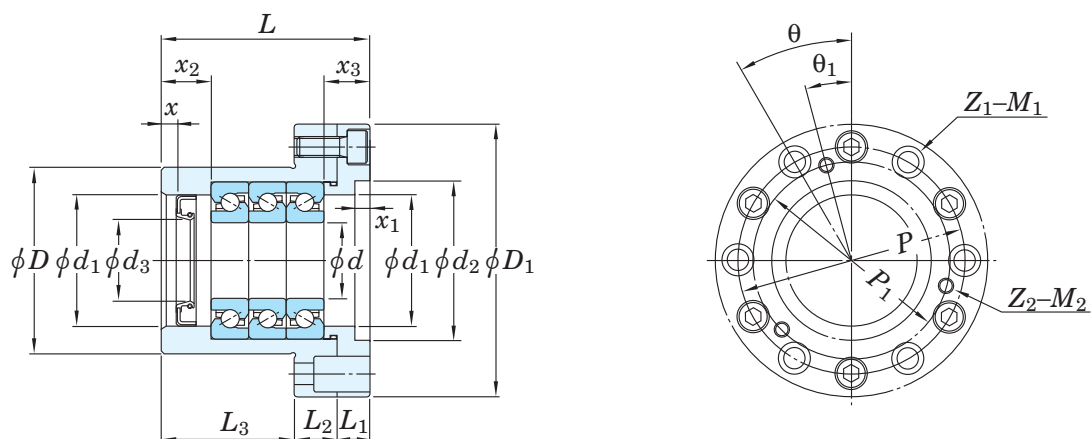 L
x₂
x₃
x
x₁
ϕD
ϕd₁
ϕd₃
ϕd
ϕd₁
ϕd₂
ϕD₁
L₃
L₂
L₁
θ
θ₁
Z₁–M₁
P
P₁
Z₂–M₂